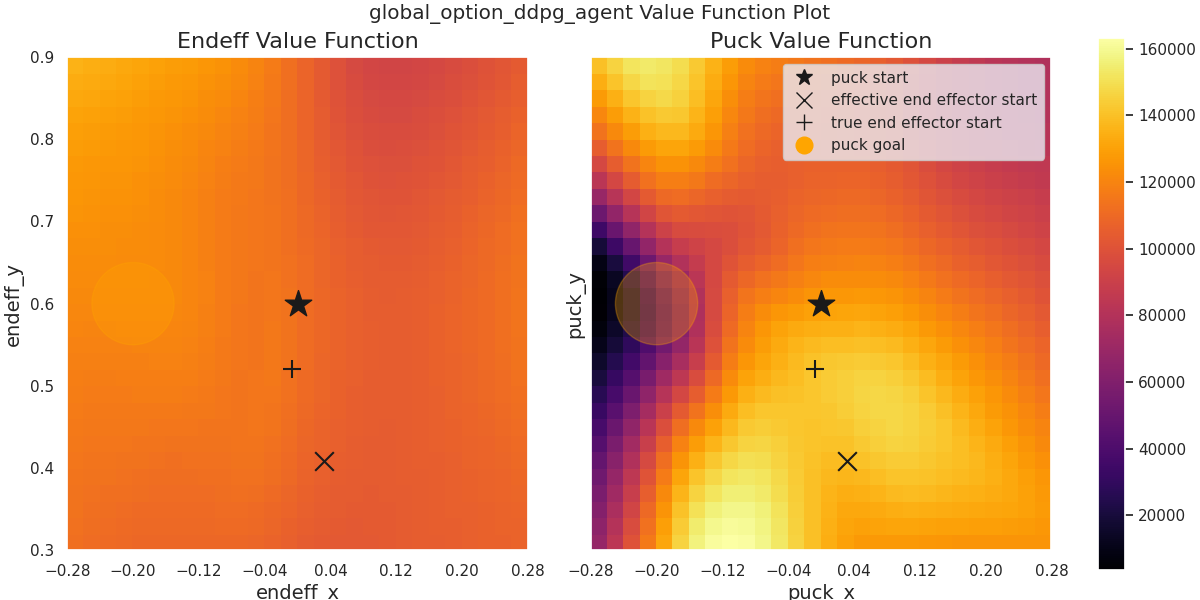 global_option_ddpg_agent Value Function Plot
Endeff Value Function
Puck Value Function
endeff_y
0.9
0.8
0.7
0.6
0.5
0.4
0.3
−0.28 −0.20 −0.12 −0.04 0.04 0.12 0.20 0.28
endeff_x
puck_y
puck start
effective end effector start
true end effector start
puck goal
−0.28 −0.20 −0.12 −0.04 0.04 0.12 0.20 0.28
puck_x
160000
140000
120000
100000
80000
60000
40000
20000